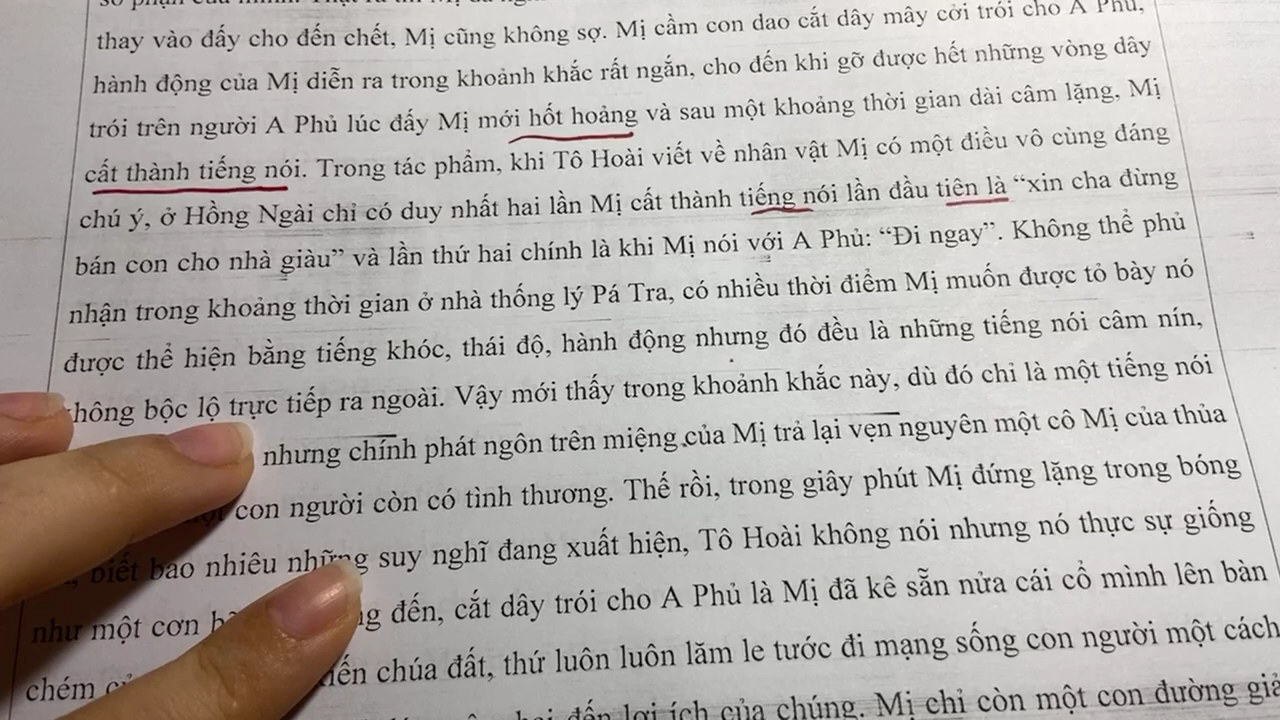 thay vào đấy cho đến chết, Mị cũng không sợ. Mị cầm con dao cắt dây mây cởi trói cho A Phủ,
hành động của Mị diễn ra trong khoảnh khắc rất ngắn, cho đến khi gỡ được hết những vòng dây
trói trên người A Phủ lúc đấy Mị mới hốt hoảng và sau một khoảng thời gian dài câm lặng, Mị
cất thành tiếng nói. Trong tác phẩm, khi Tô Hoài viết về nhân vật Mị có một điều vô cùng đáng
chú ý, ở Hồng Ngài chỉ có duy nhất hai lần Mị cất thành tiếng nói lần đầu tiên là “xin cha đừng
bán con cho nhà giàu” và lần thứ hai chính là khi Mị nói với A Phủ: “Đi ngay”. Không thể phủ
nhận trong khoảng thời gian ở nhà thống lý Pá Tra, có nhiều thời điểm Mị muốn được tỏ bày nó
được thể hiện bằng tiếng khóc, thái độ, hành động nhưng đó đều là những tiếng nói câm nín,
không bộc lộ trực tiếp ra ngoài. Vậy mới thấy trong khoảnh khắc này, dù đó chỉ là một tiếng nói
nhưng chính phát ngôn trên miệng của Mị trả lại vẹn nguyên một cô Mị của thủa
con người còn có tình thương. Thế rồi, trong giây phút Mị đứng lặng trong bóng
biết bao nhiêu những suy nghĩ đang xuất hiện, Tô Hoài không nói nhưng nó thực sự giống
như một cơn đến, cắt dây trói cho A Phủ là Mị đã kê sẵn nửa cái cổ mình lên bàn
chém chúa đất, thứ luôn luôn lăm le tước đi mạng sống con người một cách
đến lợi ích của chúng. Mị chỉ còn một con đường